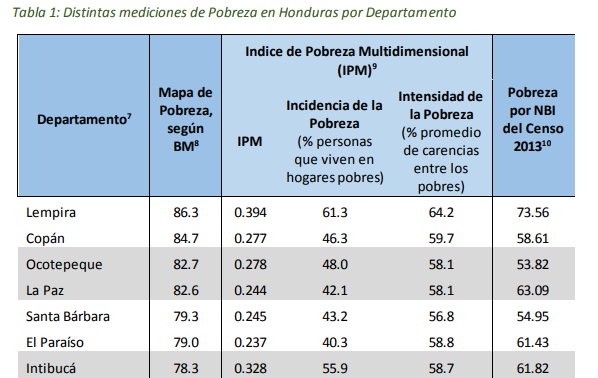 Tabla 1: Distintas mediciones de Pobreza en Honduras por Departamento
Departamento⁷
Mapa de
Pobreza,
según
BM⁸
Indice de Pobreza Multidimensional
(IPM)⁹
IPM
Incidencia de la
Pobreza
(% personas
que viven en
hogares pobres)
Intensidad de
la Pobreza
(% promedio
de carencias
entre los
pobres)
Pobreza
por NBI
del Censo
2013¹⁰
Lempira 86.3 0.394 61.3 64.2 73.56
Copán 84.7 0.277 46.3 59.7 58.61
Ocotepeque 82.7 0.278 48.0 58.1 53.82
La Paz 82.6 0.244 42.1 58.1 63.09
Santa Bárbara 79.3 0.245 43.2 56.8 54.95
El Paraíso 79.0 0.237 40.3 58.8 61.43
Intibucá 78.3 0.328 55.9 58.7 61.82